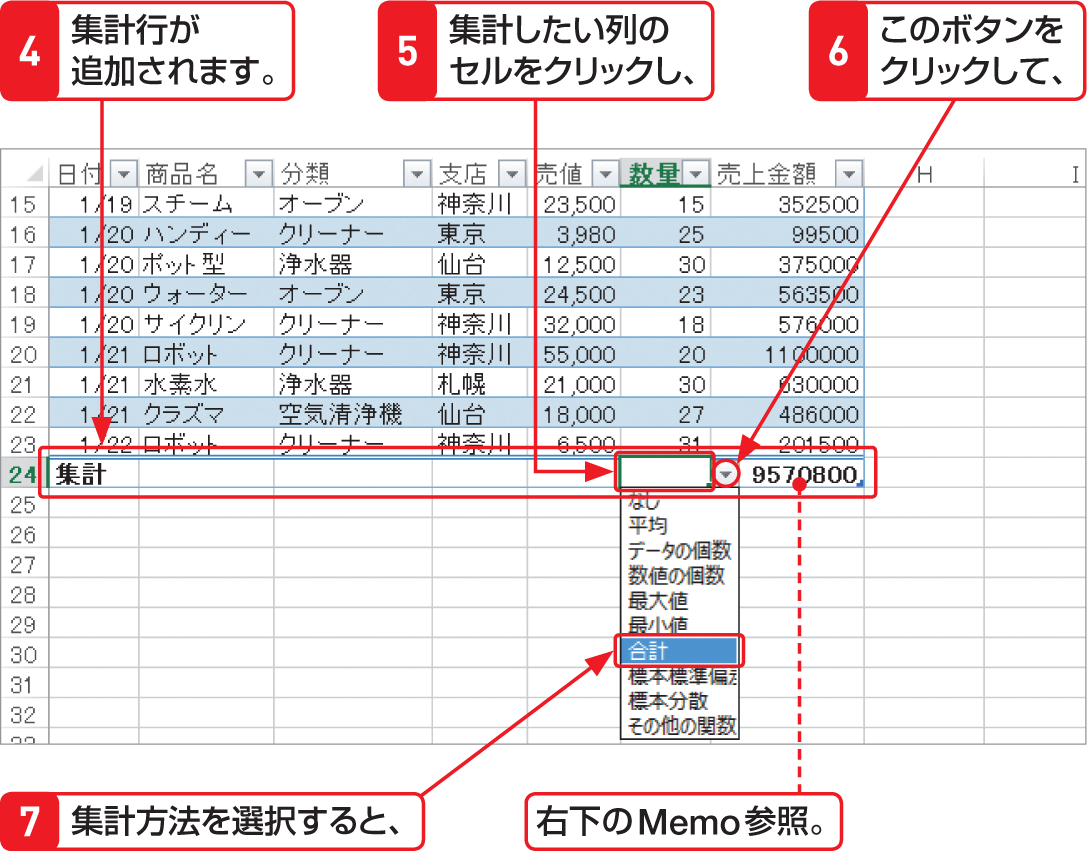 4 集計行が
追加されます。
5 集計したい列の
セルをクリックし、
6 このボタンを
クリックして、
日付 商品名 分類 支店 売値 数量 売上金額 H I
15 1/19 スチーム オーブン 神奈川 23,500 15 352500
16 1/20 ハンディー クリーナー 東京 3,980 25 99500
17 1/20 ポット型 浄水器 仙台 12,500 30 375000
18 1/20 ウォーター オーブン 東京 24,500 23 563500
19 1/20 サイクリン クリーナー 神奈川 32,000 18 576000
20 1/21 ロボット クリーナー 神奈川 55,000 20 1100000
21 1/21 水素水 浄水器 札幌 21,000 30 630000
22 1/21 クラズマ 空気清浄機 仙台 18,000 27 486000
23 1/22 ロボット クリーナー 神奈川 6,500 31 201500
24 集計 9570800
25 なし
26 平均
27 データの個数
数値の個数
28 最大値
29 最小値
30 合計
31 標本標準偏差
32 標本分散
その他の関数
7 集計方法を選択すると、
右下のMemo参照。